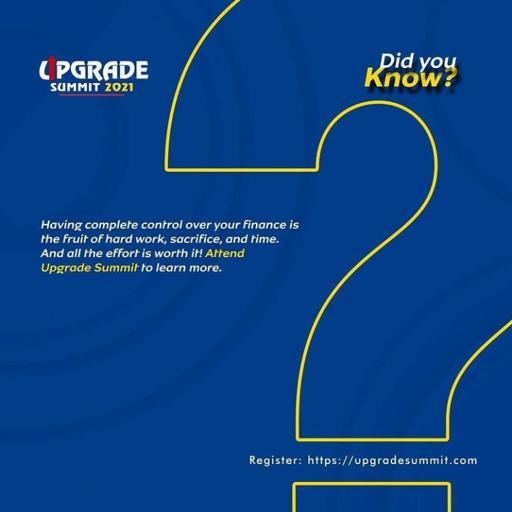 UPGRADE
SUMMIT 2021
Did you
Know?
Having complete control over your finance is
the fruit of hard work, sacrifice, and time.
And all the effort is worth it! Attend
Upgrade Summit to learn more.
Register: https://upgradesummit.com